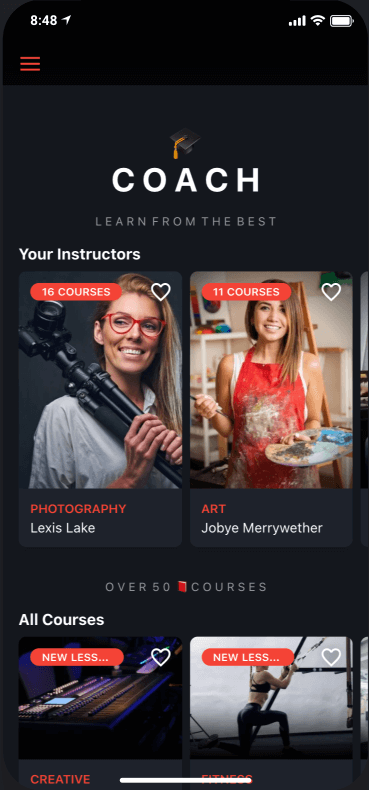 8:48
COACH
LEARN FROM THE BEST
Your Instructors
16 COURSES
11 COURSES
PHOTOGRAPHY
Lexis Lake
ART
Jobye Merrywether
OVER 50 📕 COURSES
All Courses
NEW LESS...
NEW LESS...
CREATIVE
FITNESS